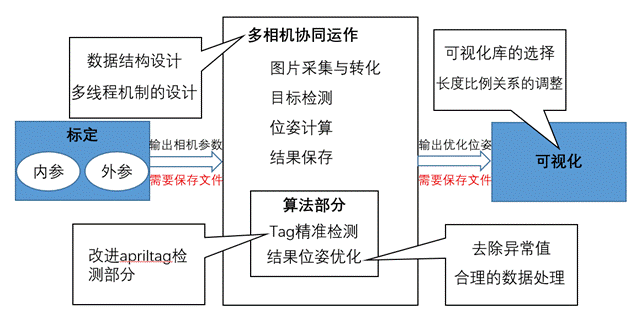 数据结构设计
多线程机制的设计
标定
内参
外参
输出相机参数
需要保存文件
多相机协同运作
图片采集与转化
目标检测
位姿计算
结果保存
算法部分
Tag精准检测
结果位姿优化
改进apriltag检
测部分
去除异常值
合理的数据处理
输出优化位姿
需要保存文件
可视化库的选择
长度比例关系的调整
可视化